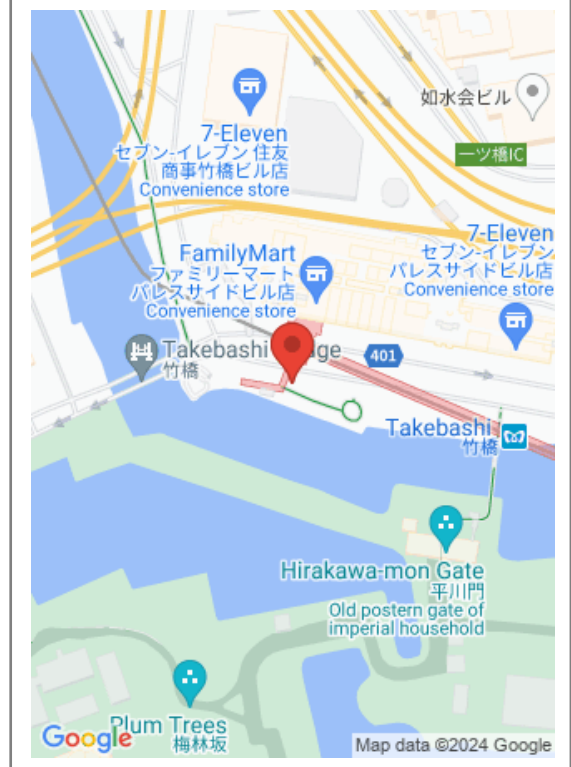 如水会ビル
7-Eleven
セブン-イレブン 住友
商事竹橋ビル店
Convenience store
一ツ橋IC
7-Eleven
セブン-イレブン
パレスサイドビル店
Convenience store
FamilyMart
ファミリーマート
パレスサイドビル店
Convenience store
Takebashi
竹橋
401
Takebashi
竹橋
Hirakawa-mon Gate
平川門
Old postern gate of
imperial household
Plum Trees
梅林坂
Google
Map data ©2024 Google